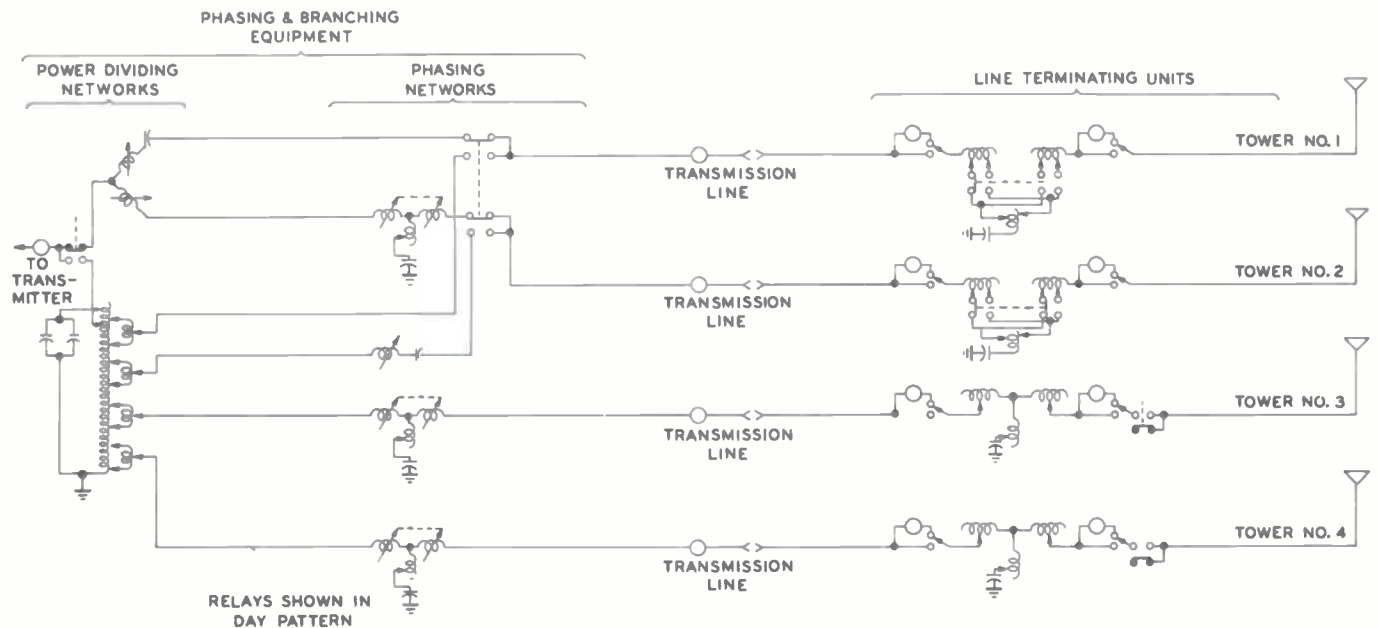 PHASING & BRANCHING
EQUIPMENT
POWER DIVIDING
NETWORKS
PHASING
NETWORKS
LINE TERMINATING UNITS
TOWER NO. 1
TRANSMISSION
LINE
TO
TRANS-
MITTER
TOWER NO. 2
TRANSMISSION
LINE
TOWER NO. 3
TRANSMISSION
LINE
TOWER NO. 4
TRANSMISSION
LINE
RELAYS SHOWN IN
DAY PATTERN